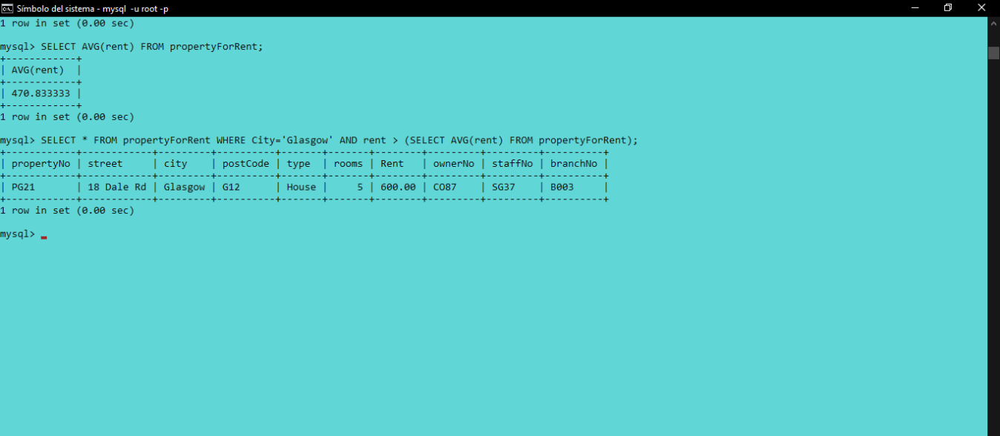 Símbolo del sistema - mysql -u root -p
1 row in set (0.00 sec)
mysql> SELECT AVG(rent) FROM propertyForRent;
+------------+
| AVG(rent)  |
+------------+
| 470.833333 |
+------------+
1 row in set (0.00 sec)
mysql> SELECT * FROM propertyForRent WHERE City='Glasgow' AND rent > (SELECT AVG(rent) FROM propertyForRent);
+------------+------------+---------+----------+-------+-------+--------+---------+---------+----------+
| propertyNo | street     | city    | postCode | type  | rooms | Rent   | ownerNo | staffNo | branchNo |
+------------+------------+---------+----------+-------+-------+--------+---------+---------+----------+
| PG21       | 18 Dale Rd | Glasgow | G12      | House |     5 | 600.00 | CO87    | SG37    | B003     |
+------------+------------+---------+----------+-------+-------+--------+---------+---------+----------+
1 row in set (0.00 sec)
mysql>